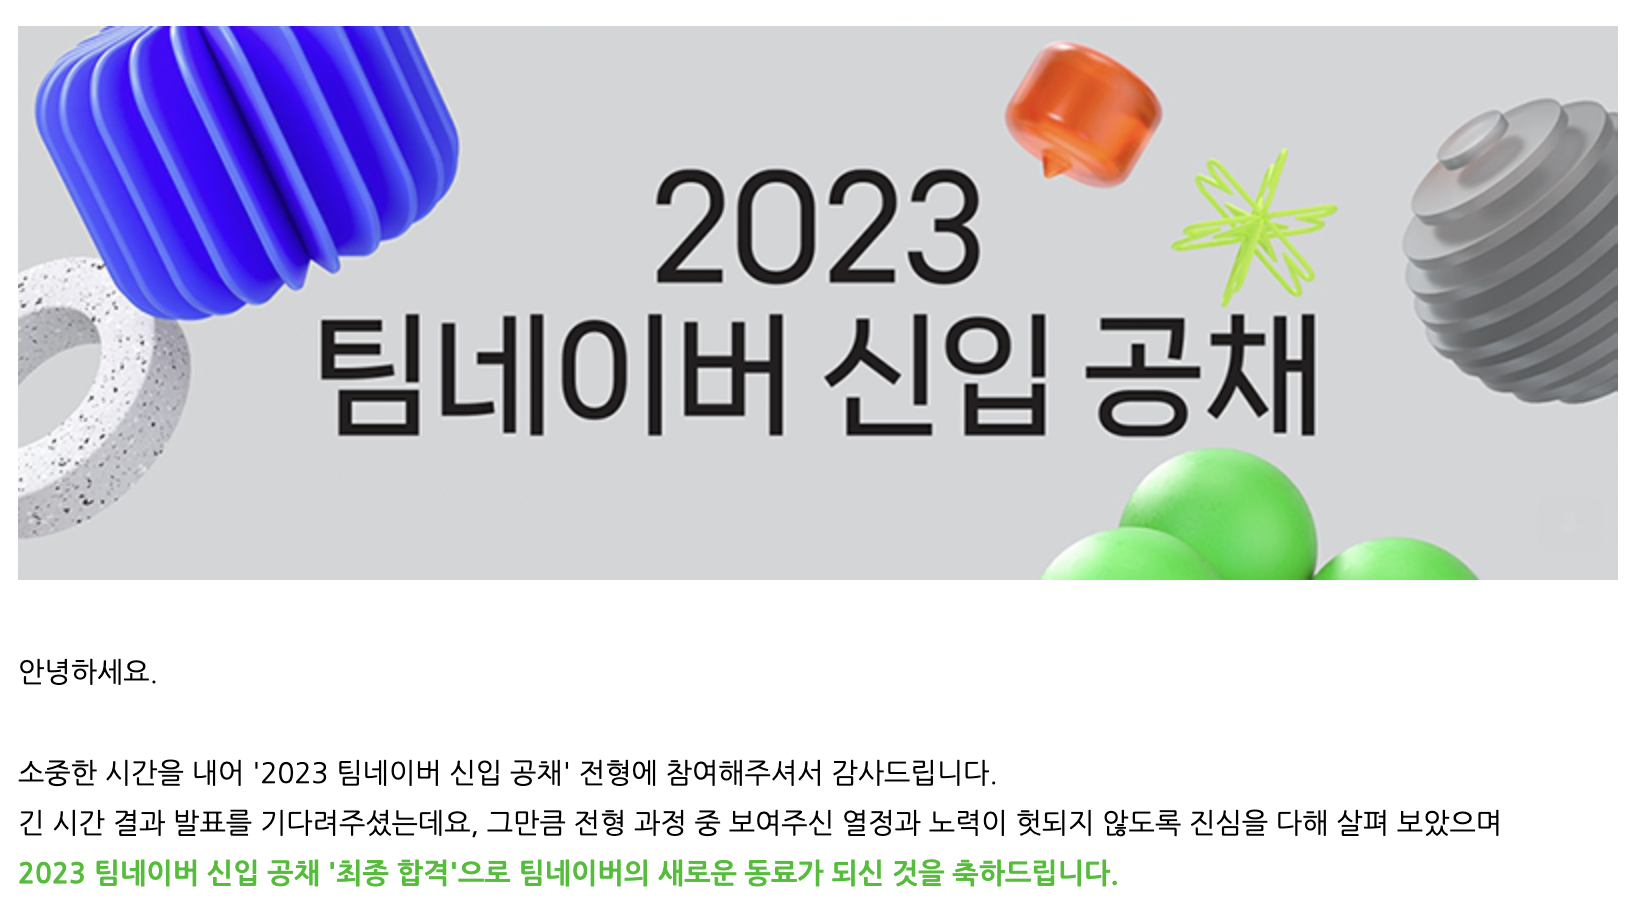 2023
팀네이버 신입 공채
안녕하세요.
소중한 시간을 내어 '2023 팀네이버 신입 공채' 전형에 참여해주셔서 감사드립니다.
긴 시간 결과 발표를 기다려주셨는데요, 그만큼 전형 과정 중 보여주신 열정과 노력이 헛되지 않도록 진심을 다해 살펴 보았으며
2023 팀네이버 신입 공채 '최종 합격'으로 팀네이버의 새로운 동료가 되신 것을 축하드립니다.